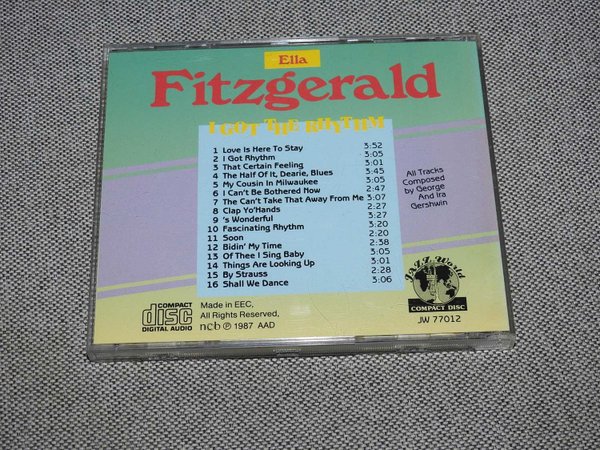 Ella
Fitzgerald
I GOT THE RHYTHM
1 Love Is Here To Stay 3:52
2 I Got Rhythm 3:05
3 That Certain Feeling 3:01
4 The Half Of It, Dearie, Blues 3:45
5 My Cousin In Milwaukee 3:05
6 I Can't Be Bothered Now 2:47
7 The Can't Take That Away From Me 3:07
8 Clap Yo'Hands 2:27
9 's Wonderful 3:27
10 Fascinating Rhythm 3:20
11 Soon 2:20
12 Bidin' My Time 2:38
13 Of Thee I Sing Baby 3:05
14 Things Are Looking Up 3:01
15 By Strauss 2:28
16 Shall We Dance 3:06
All Tracks
Composed
by George
And Ira
Gershwin
COMPACT
disc
DIGITAL AUDIO
Made in EEC,
All Rights Reserved,
ncb ℗ 1987 AAD
JAZZ World
COMPACT DISC
JW 77012